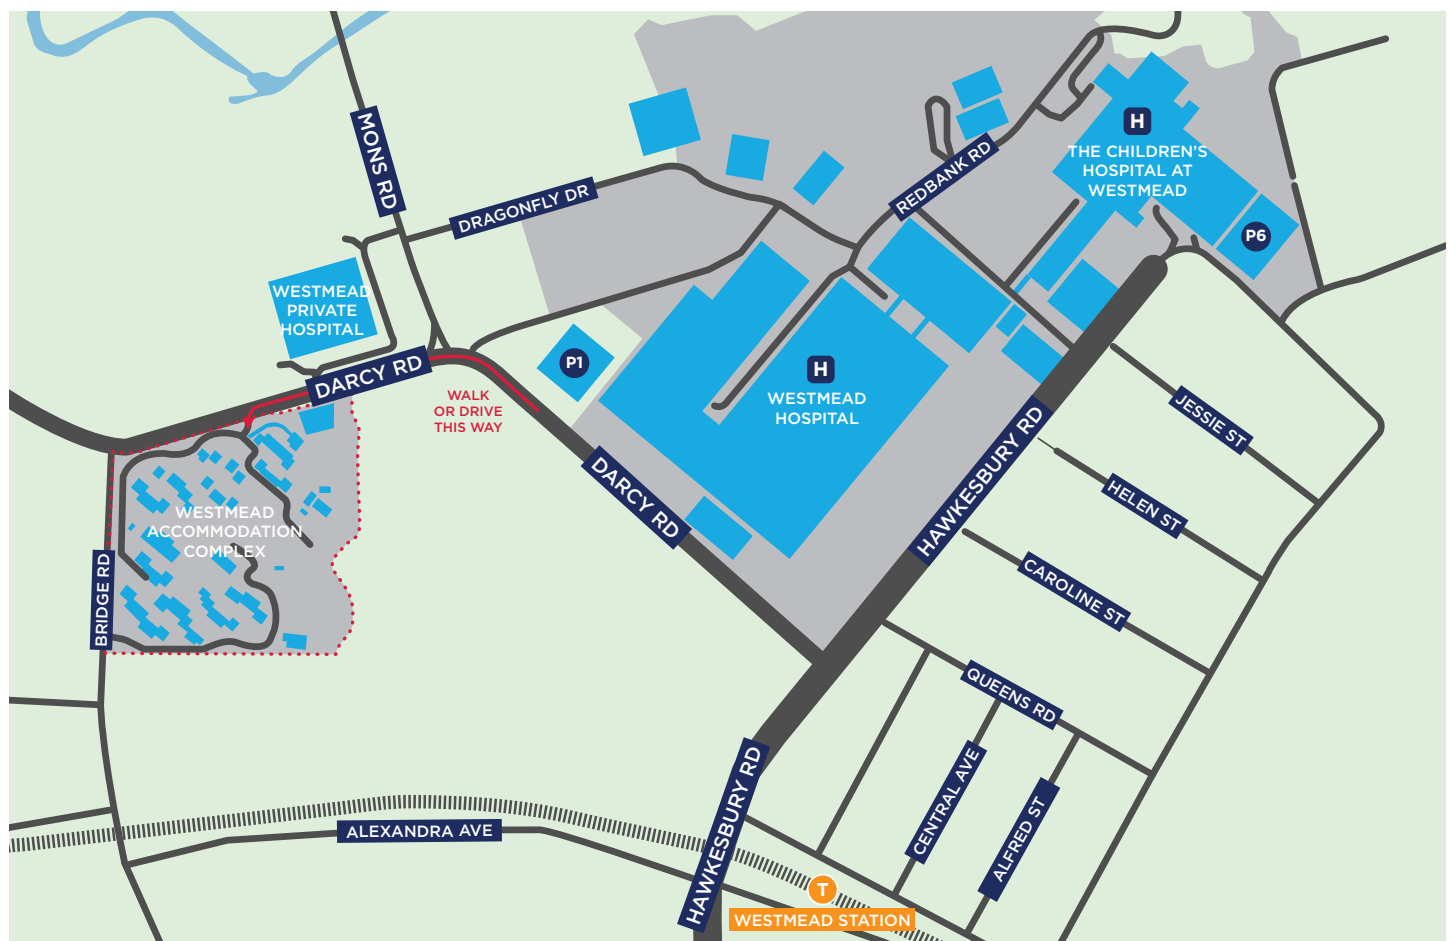 MONS RD
DRAGONFLY DR
REDBANK RD
H
THE CHILDREN'S
HOSPITAL AT
WESTMEAD
P6
WESTMEAD
PRIVATE
HOSPITAL
DARCY RD
P1
WALK
OR DRIVE
THIS WAY
H
WESTMEAD
HOSPITAL
JESSIE ST
HAWKESBURY RD
HELEN ST
DARCY RD
WESTMEAD
ACCOMMODATION
COMPLEX
BRIDGE RD
CAROLINE ST
QUEENS RD
CENTRAL AVE
ALFRED ST
HAWKESBURY RD
ALEXANDRA AVE
T
WESTMEAD STATION